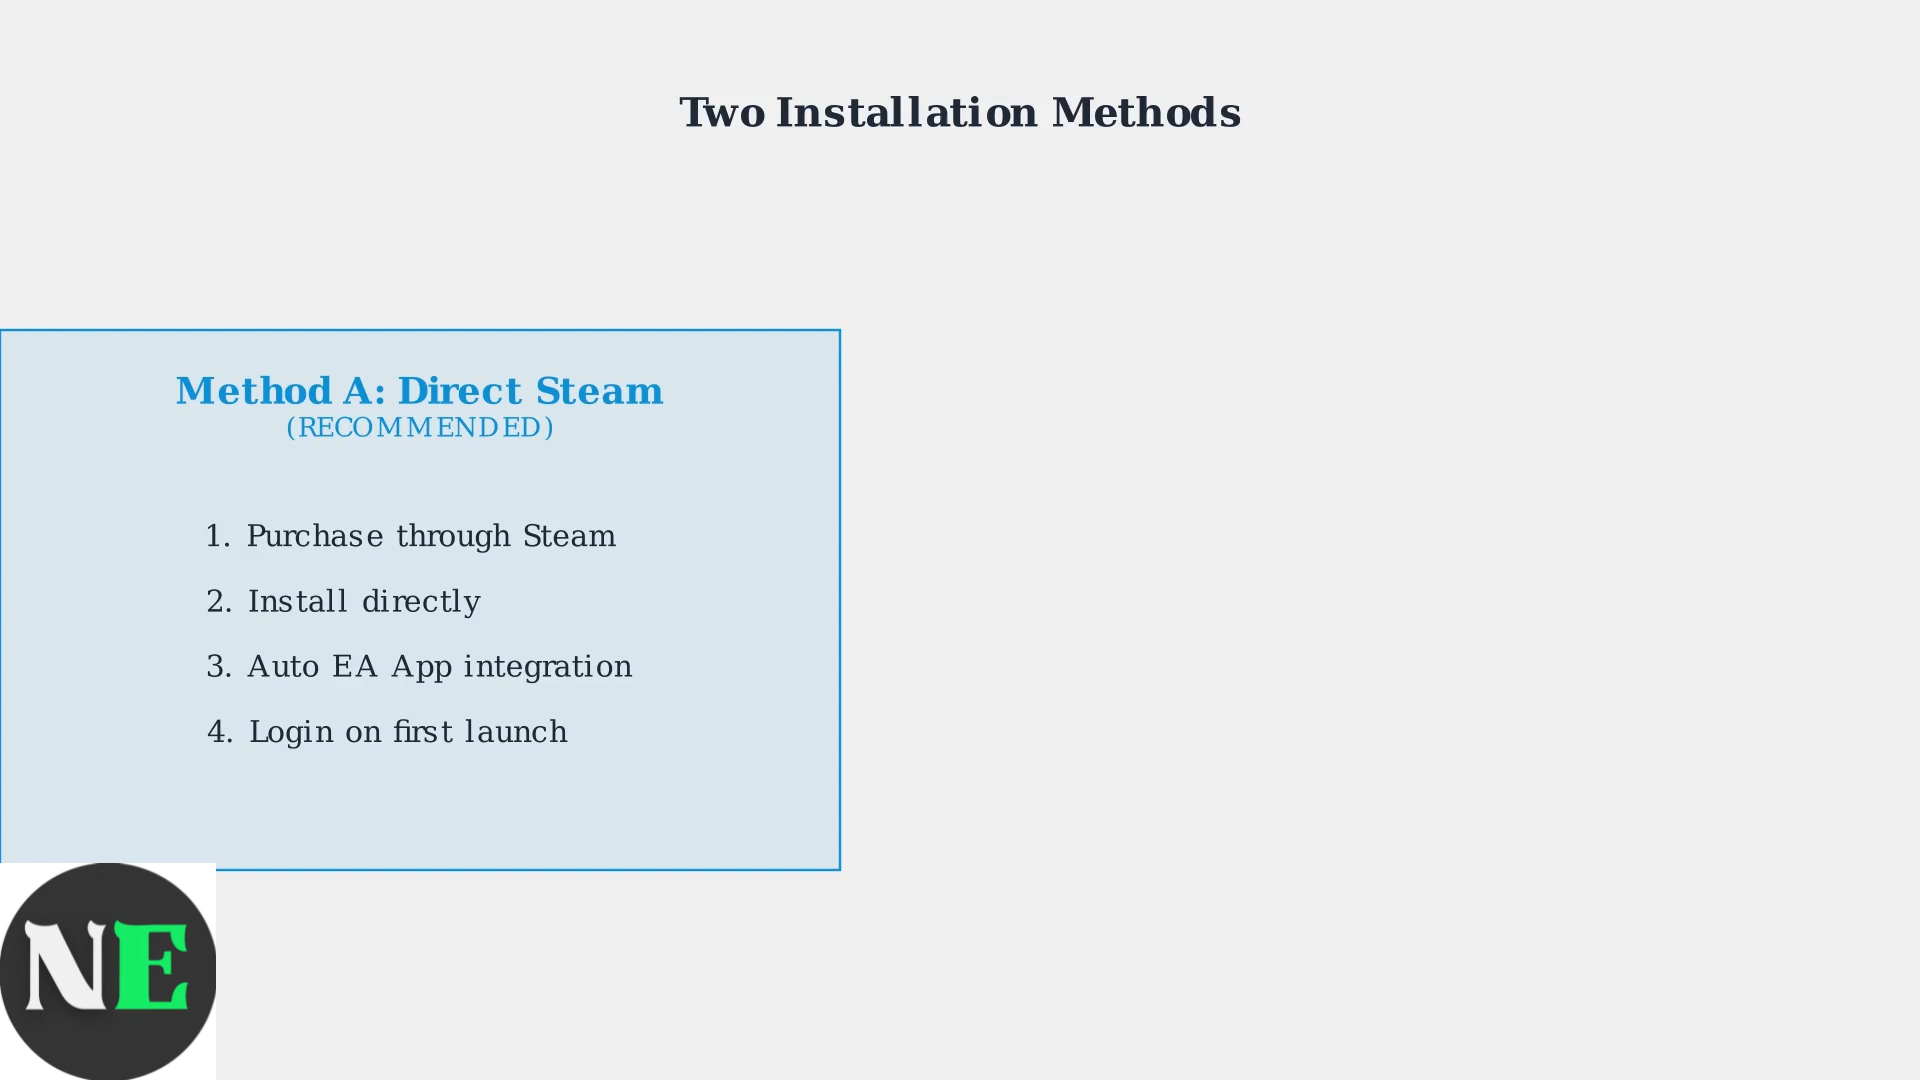 Two Installation Methods
Method A: Direct Steam
(RECOMMENDED)
1. Purchase through Steam
2. Install directly
3. Auto EA App integration
4. Login on first launch
NE